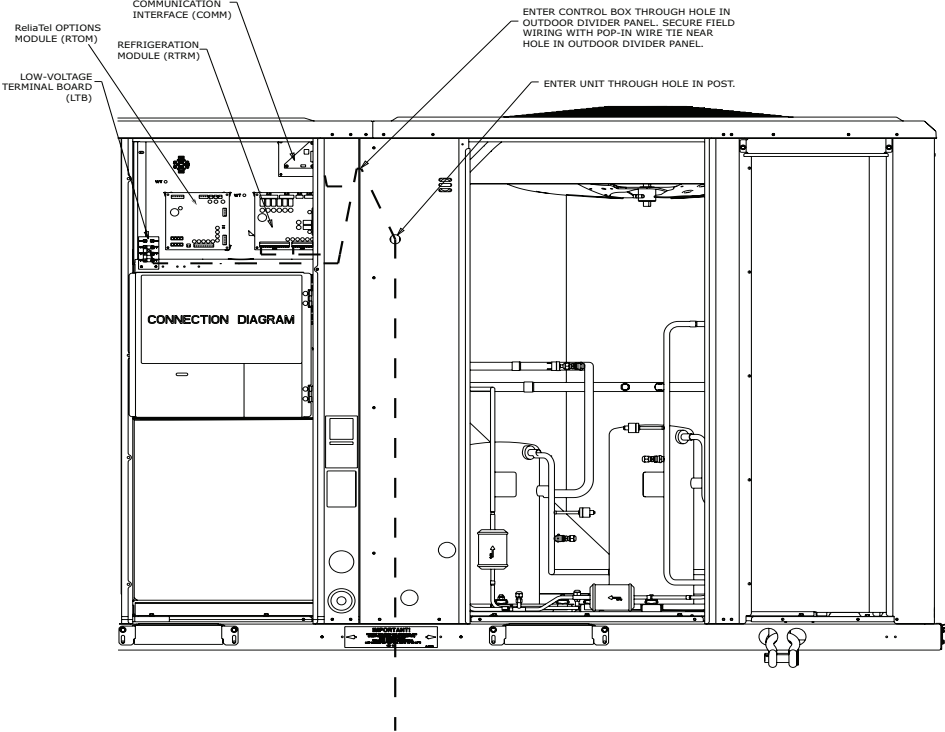 COMMUNICATION
INTERFACE (COMM)
ReliaTel OPTIONS
MODULE (RTOM)
REFRIGERATION
MODULE (RTRM)
LOW-VOLTAGE
TERMINAL BOARD
(LTB)
ENTER CONTROL BOX THROUGH HOLE IN
OUTDOOR DIVIDER PANEL. SECURE FIELD
WIRING WITH POP-IN WIRE TIE NEAR
HOLE IN OUTDOOR DIVIDER PANEL.
ENTER UNIT THROUGH HOLE IN POST.
CONNECTION DIAGRAM
IMPORTANT!